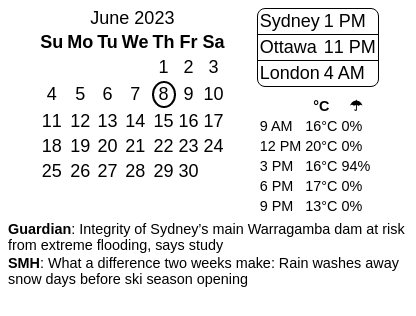 June 2023
Su Mo Tu We Th Fr Sa
1 2 3
4 5 6 7 8 9 10
11 12 13 14 15 16 17
18 19 20 21 22 23 24
25 26 27 28 29 30
Sydney 1 PM
Ottawa 11 PM
London 4 AM
°C ☂
9 AM 16°C 0%
12 PM 20°C 0%
3 PM 16°C 94%
6 PM 17°C 0%
9 PM 13°C 0%
Guardian: Integrity of Sydney's main Warragamba dam at risk
from extreme flooding, says study
SMH: What a difference two weeks make: Rain washes away
snow days before ski season opening